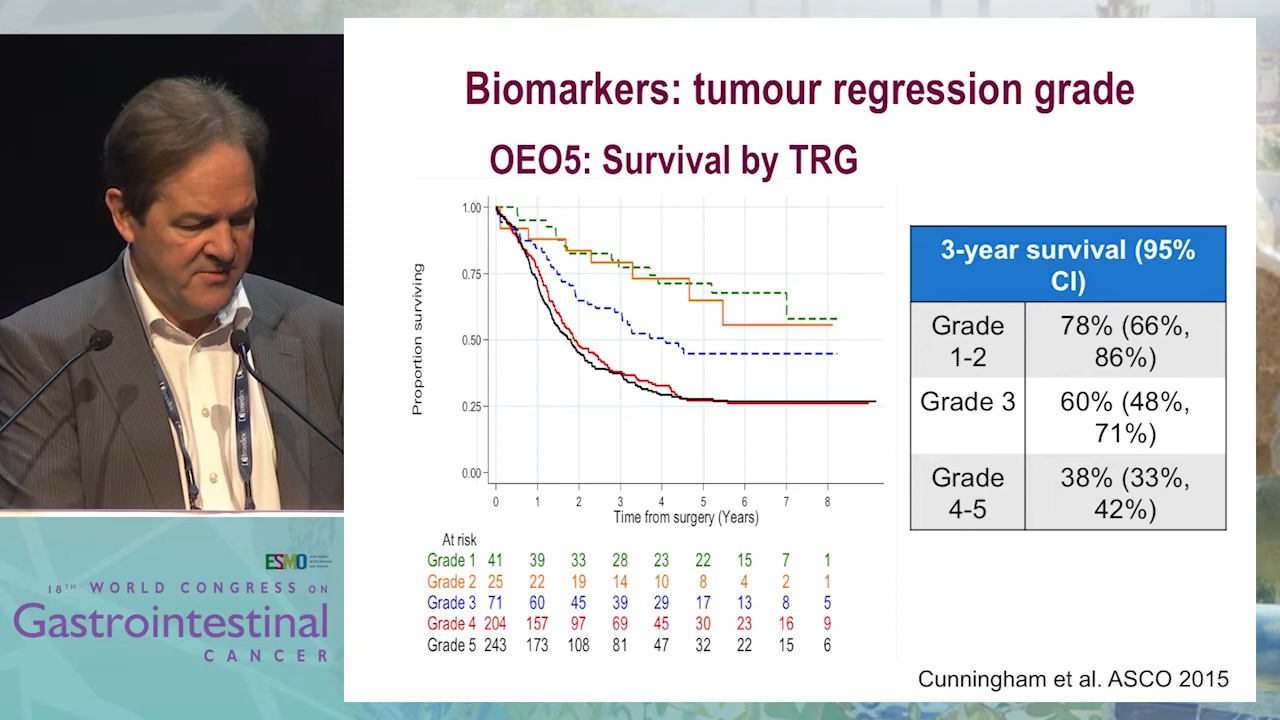 Biomarkers: tumour regression grade
OEO5: Survival by TRG
Proportion surviving
1.00
0.75
0.50
0.25
0.00
0 1 2 3 4 5 6 7 8
Time from surgery (Years)
At risk
Grade 1 41 39 33 28 23 22 15 7 1
Grade 2 25 22 19 14 10 8 4 2 1
Grade 3 71 60 45 39 29 17 13 8 5
Grade 4 204 157 97 69 45 30 23 16 9
Grade 5 243 173 108 81 47 32 22 15 6
3-year survival (95%
CI)
Grade 78% (66%,
1-2 86%)
Grade 3 60% (48%,
71%)
Grade 38% (33%,
4-5 42%)
Cunningham et al. ASCO 2015
imedex
imedex
ESMO
18TH WORLD CONGRESS ON
Gastrointestinal
CANCER